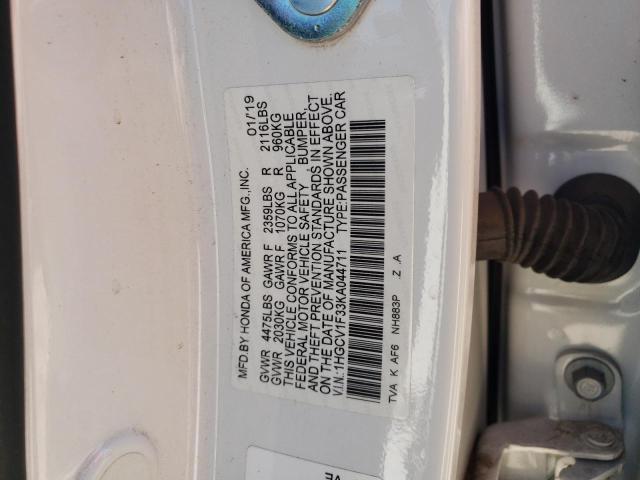 MFD.BY HONDA OF AMERICA MFG.,INC. 01/'19
GVWR 4475LBS GAWR F 2359LBS R 2116LBS
GVWR 2030KG GAWR F 1070KG R 960KG
THIS VEHICLE CONFORMS TO ALL APPLICABLE
FEDERAL MOTOR VEHICLE SAFETY , BUMPER,
AND THEFT PREVENTION STANDARDS IN EFFECT
ON THE DATE OF MANUFACTURE SHOWN ABOVE.
V.I.N.:1HGCV1F33KA044711 TYPE:PASSENGER CAR
TVA K AF6 NH883P .Z .A